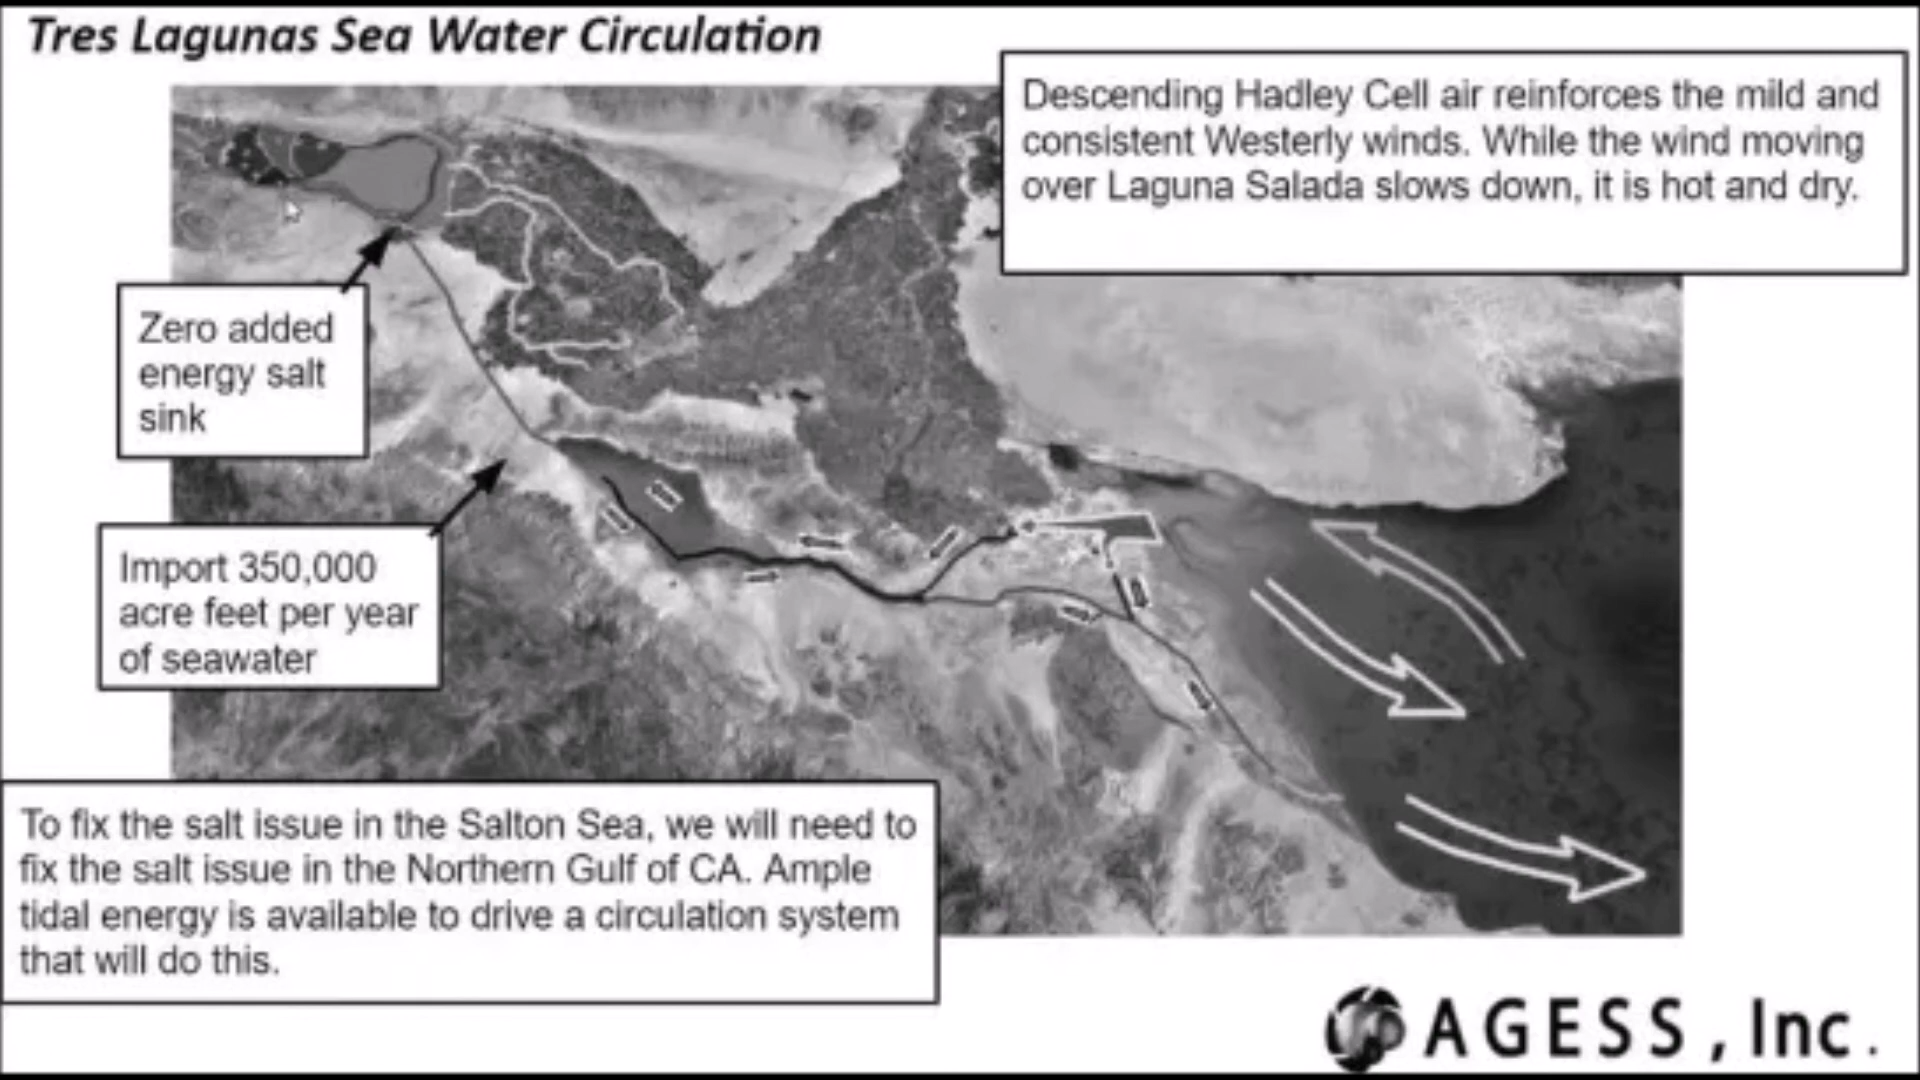 Tres Lagunas Sea Water Circulation
Descending Hadley Cell air reinforces the mild and
consistent Westerly winds. While the wind moving
over Laguna Salada slows down, it is hot and dry.
Zero added
energy salt
sink
Import 350,000
acre feet per year
of seawater
To fix the salt issue in the Salton Sea, we will need to
fix the salt issue in the Northern Gulf of CA. Ample
tidal energy is available to drive a circulation system
that will do this.
AGESS, Inc.